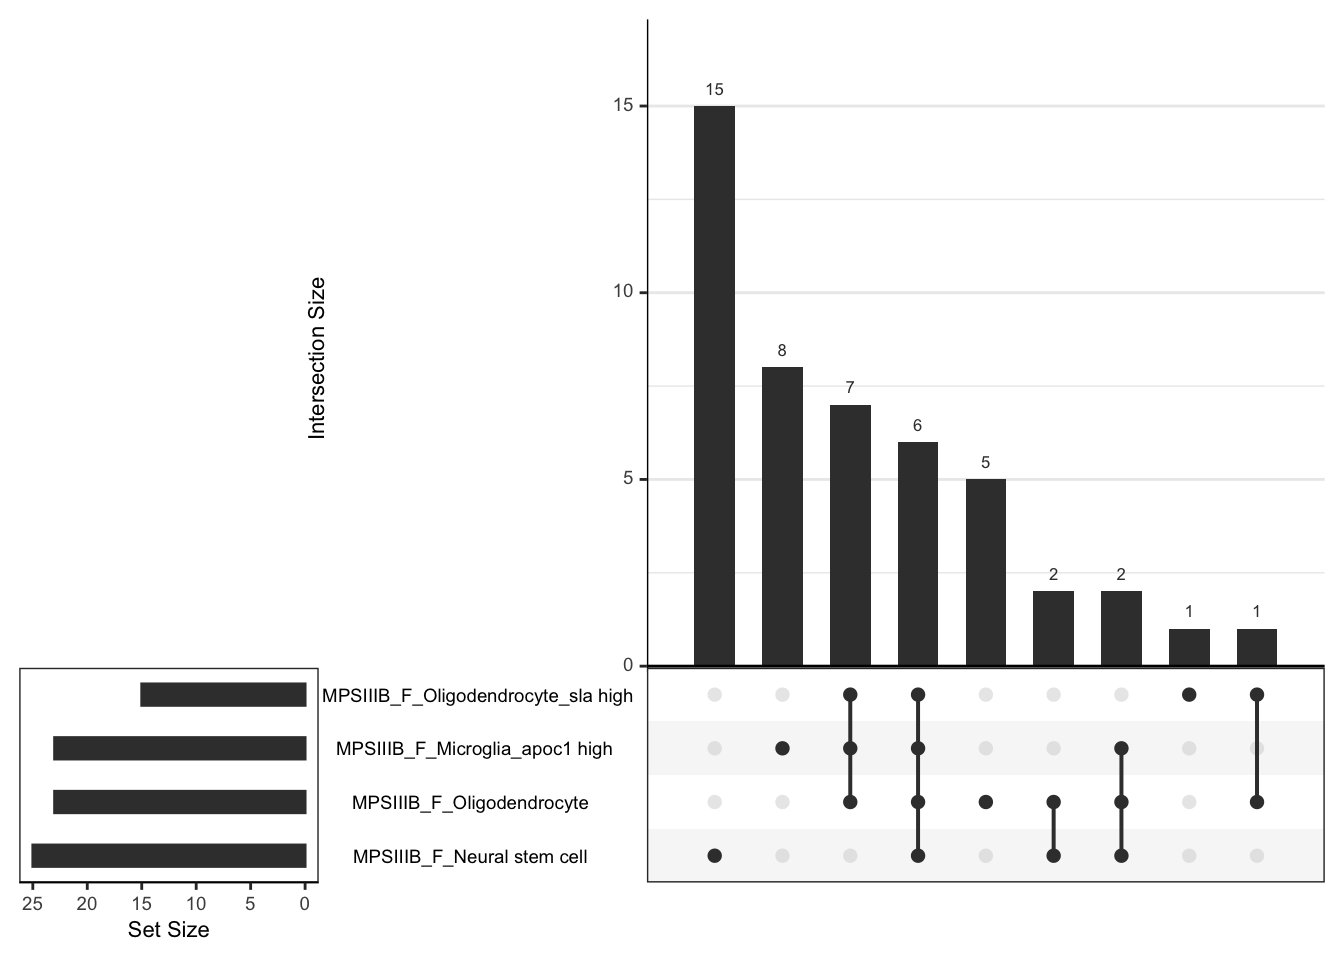 15
15
10
8
7
6
5
5
2
2
1
1
0
Intersection Size
MPSIIIB_F_Oligodendrocyte_sla high
MPSIIIB_F_Microglia_apoc1 high
MPSIIIB_F_Oligodendrocyte
MPSIIIB_F_Neural stem cell
25 20 15 10 5 0
Set Size